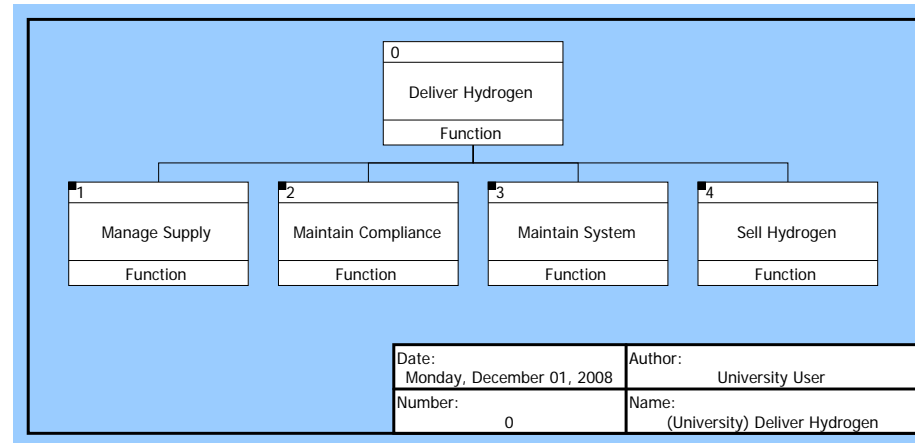 0
Deliver Hydrogen
Function
1
Manage Supply
Function
2
Maintain Compliance
Function
3
Maintain System
Function
4
Sell Hydrogen
Function
Date:
Monday, December 01, 2008
Author:
University User
Number:
0
Name:
(University) Deliver Hydrogen